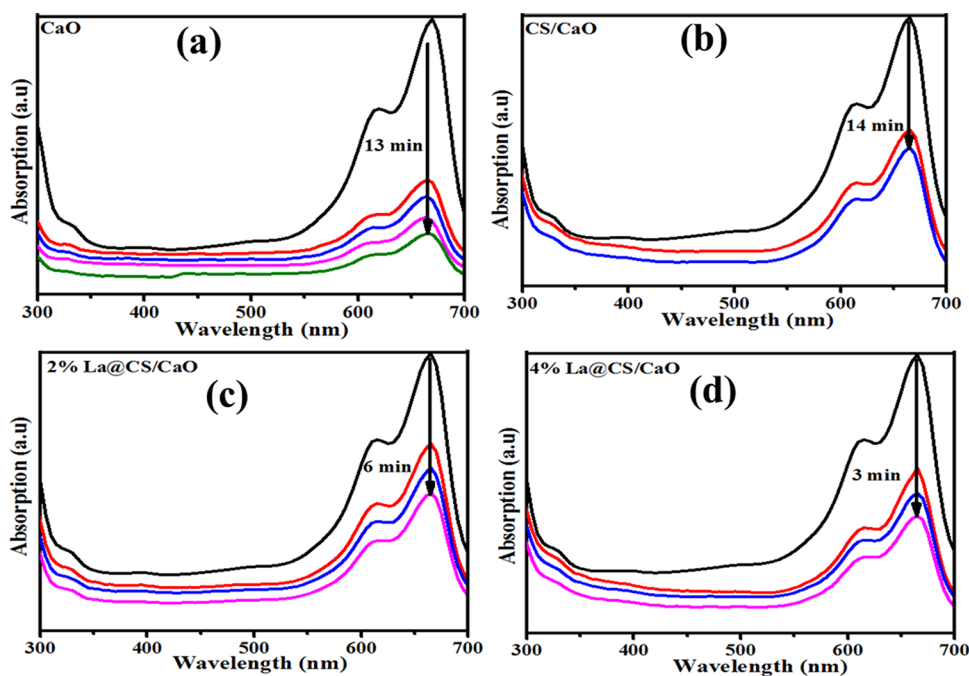 CaO
(a)
13 min
Absorption (a.u)
300 400 500 600 700
Wavelength (nm)
CS/CaO
(b)
14 min
Absorption (a.u)
300 400 500 600 700
Wavelength (nm)
2% La@CS/CaO
(c)
6 min
Absorption (a.u)
300 400 500 600 700
Wavelength (nm)
4% La@CS/CaO
(d)
3 min
Absorption (a.u)
300 400 500 600 700
Wavelength (nm)